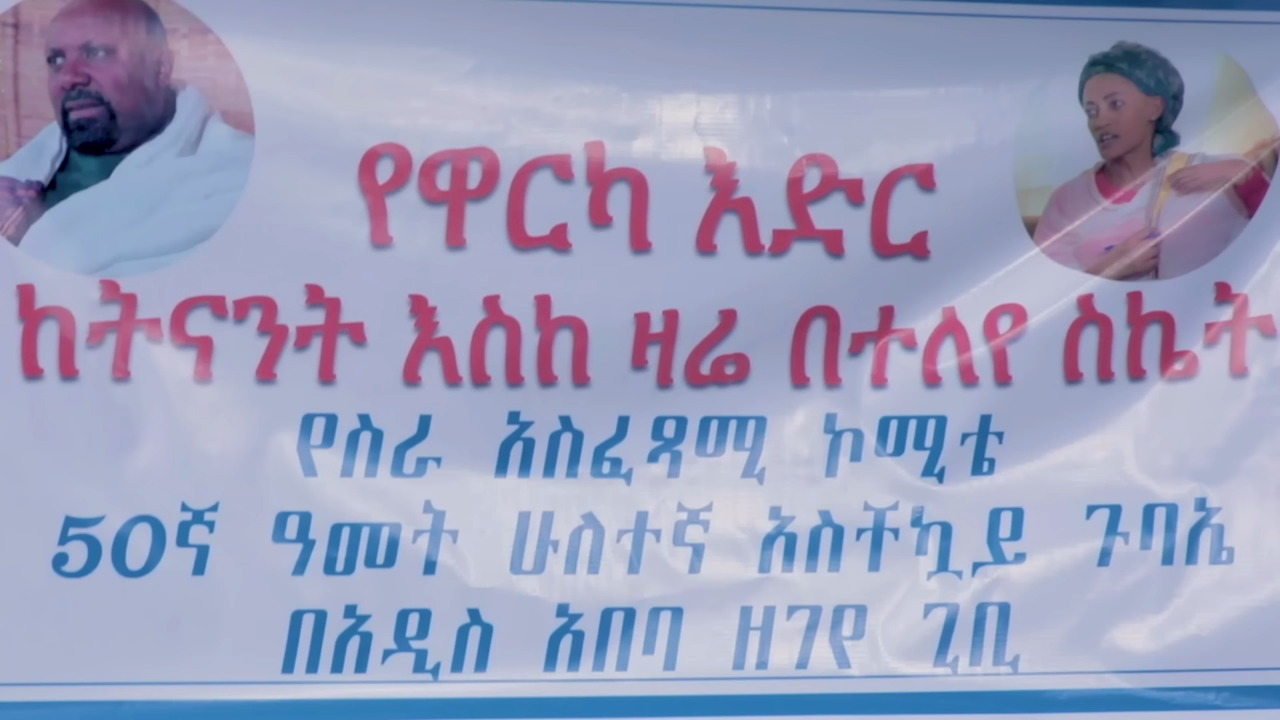 የዋርካ እድር
ከትናንት እስከ ዛሬ በተለየ ስኬት
የስራ አስፈጻሚ ኮሚቴ
50ኛ ዓመት ሁለተኛ አስቸኳይ ጉባኤ
በአዲስ አበባ ዘገየ ጊቢ